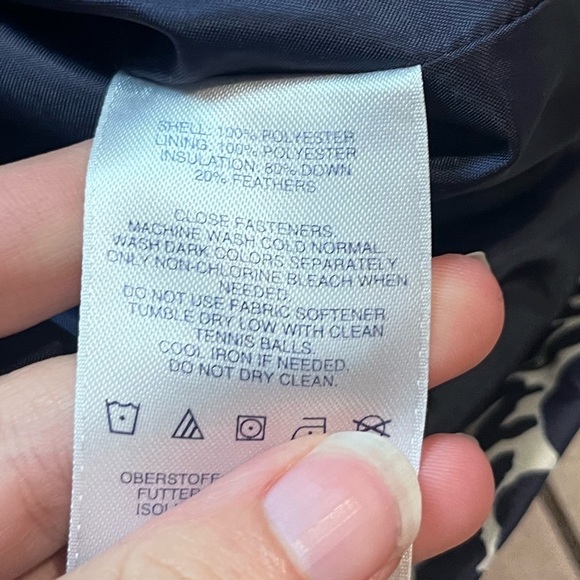 SHELL: 100% POLYESTER
LINING: 100% POLYESTER
INSULATION: 80% DOWN
20% FEATHERS
CLOSE FASTENERS.
MACHINE WASH COLD NORMAL.
WASH DARK COLORS SEPARATELY
ONLY NON-CHLORINE BLEACH WHEN
NEEDED.
DO NOT USE FABRIC SOFTENER
TUMBLE DRY LOW WITH CLEAN
TENNIS BALLS.
COOL IRON IF NEEDED.
DO NOT DRY CLEAN.
OBERSTOFF